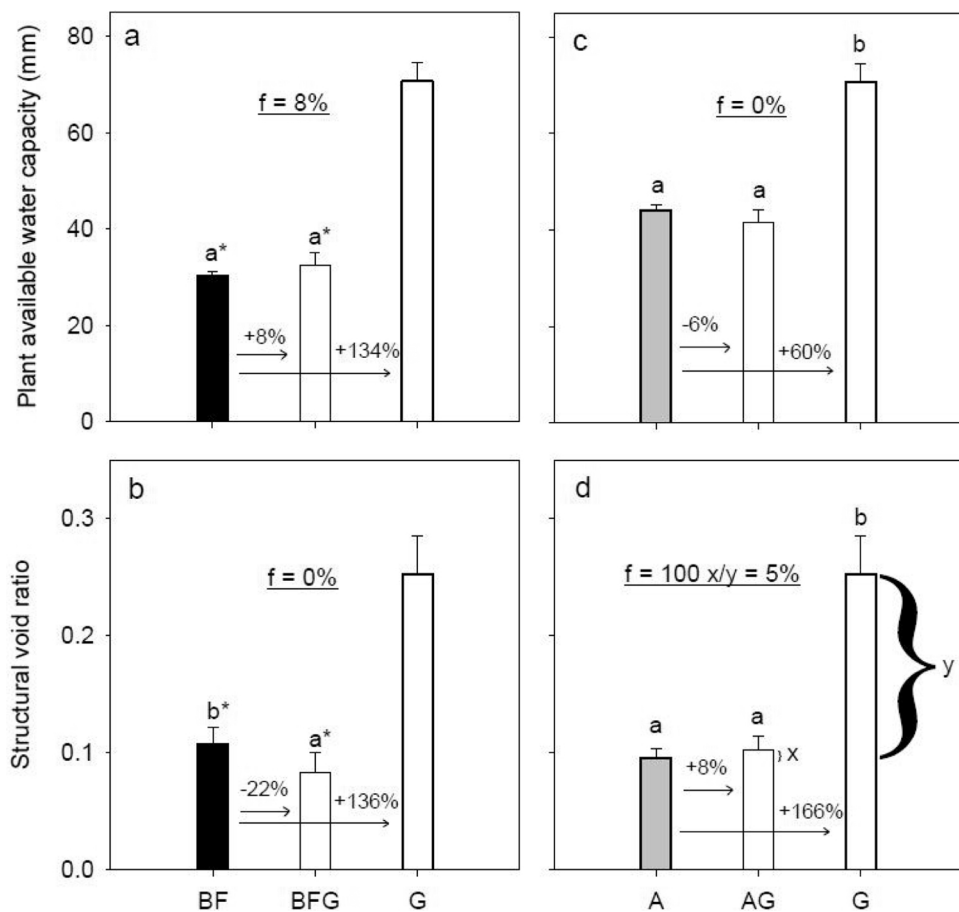 Plant available water capacity (mm)
80
60
40
20
0
a
f = 8%
a*
a*
+8%
+134%
c
f = 0%
a
a
b
-6%
+60%
Structural void ratio
0.3
0.2
0.1
0.0
b
f = 0%
b*
a*
-22%
+136%
BF BFG G
d
f = 100 x/y = 5%
a
a
b
x
y
+8%
+166%
A AG G